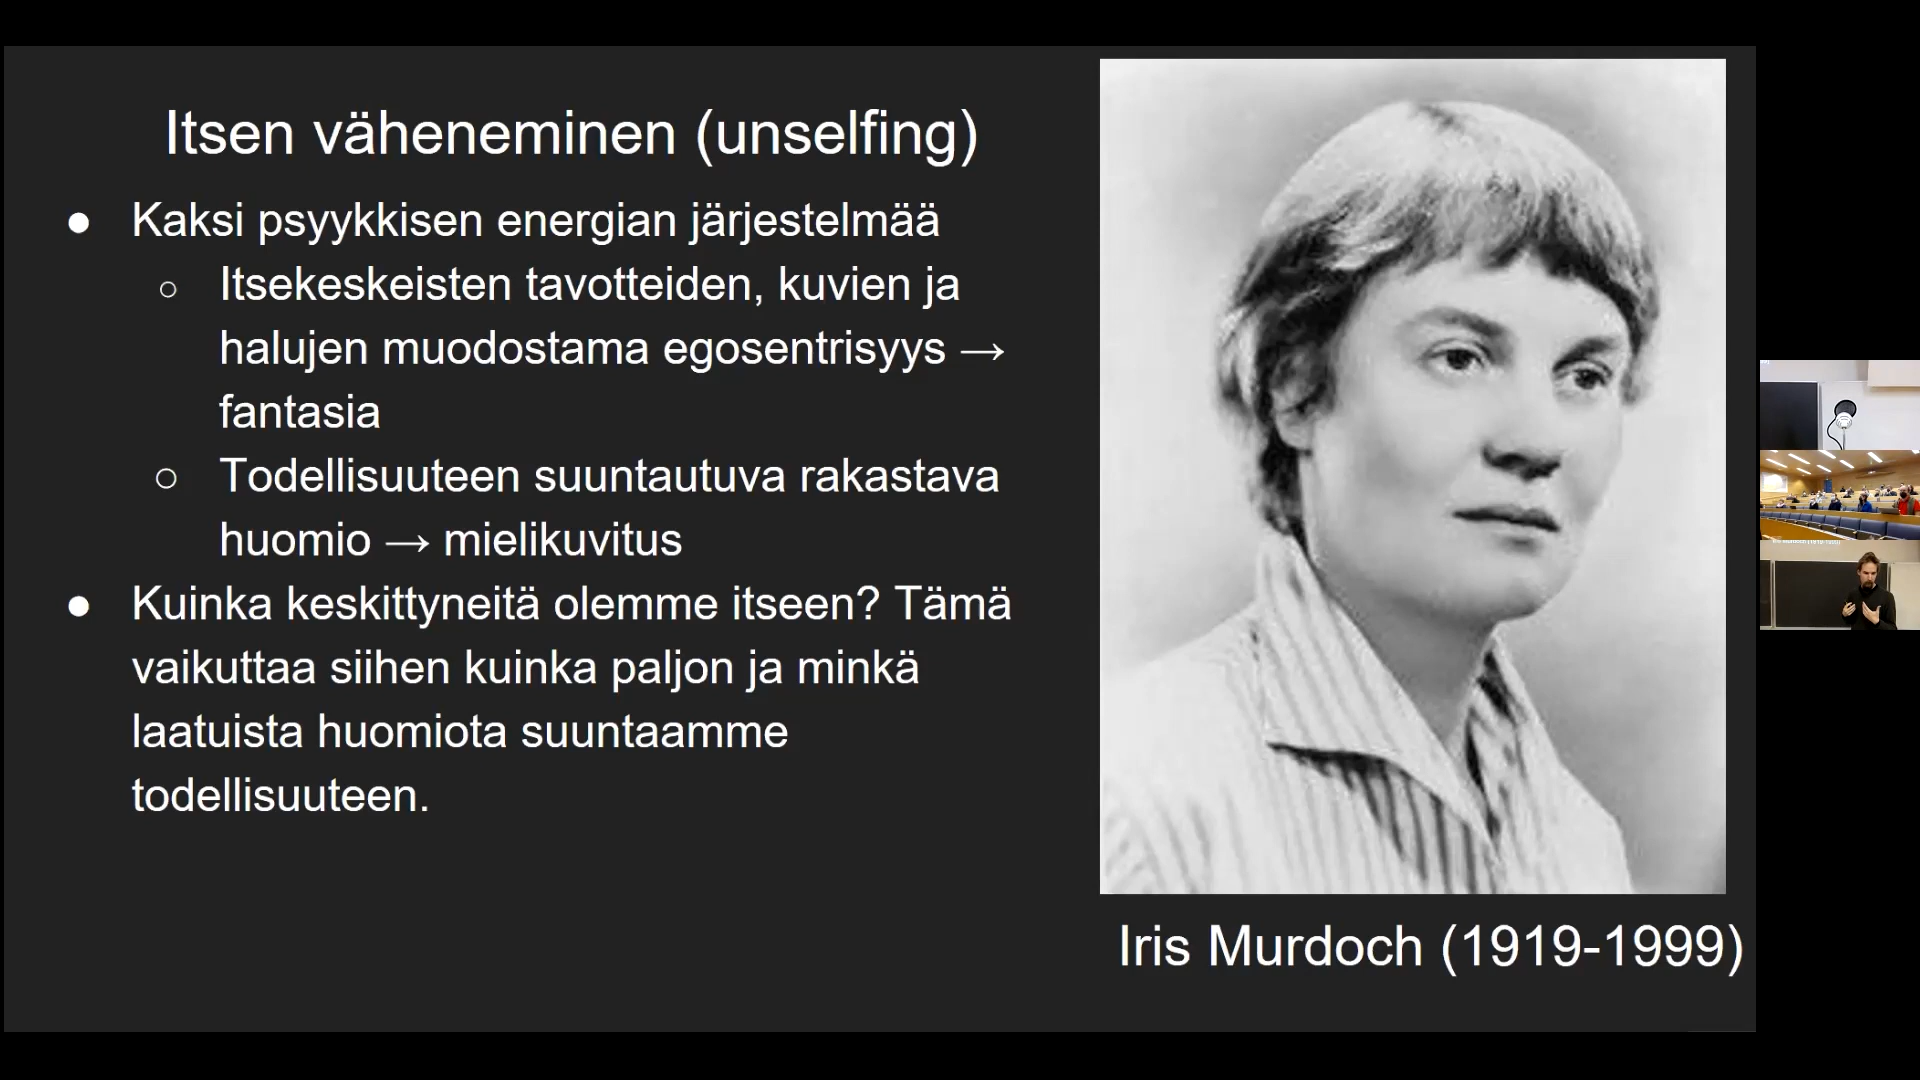 Itsen väheneminen (unselfing)
● Kaksi psyykkisen energian järjestelmää
○ Itsekeskeisten tavotteiden, kuvien ja
halujen muodostama egosentrisyys →
fantasia
○ Todellisuuteen suuntautuva rakastava
huomio → mielikuvitus
● Kuinka keskittyneitä olemme itseen? Tämä
vaikuttaa siihen kuinka paljon ja minkä
laatuista huomiota suuntaamme
todellisuuteen.
Iris Murdoch (1919-1999)